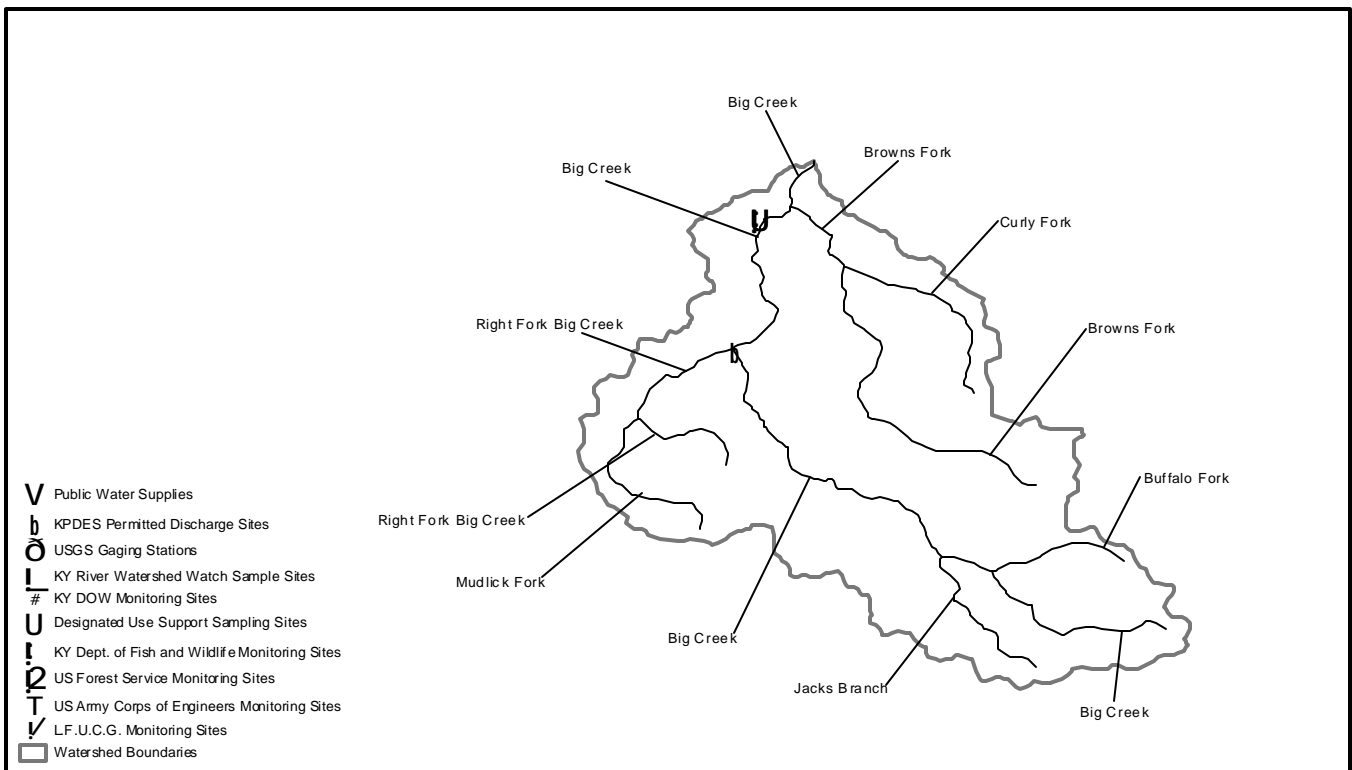 Big Creek
Browns Fork
Big Creek
Curly Fork
Right Fork Big Creek
Browns Fork
Buffalo Fork
Right Fork Big Creek
Mudlick Fork
Big Creek
Jacks Branch
Big Creek
U
b
V Public Water Supplies
b KPDES Permitted Discharge Sites
USGS Gaging Stations
KY River Watershed Watch Sample Sites
# KY DOW Monitoring Sites
U Designated Use Support Sampling Sites
KY Dept. of Fish and Wildlife Monitoring Sites
US Forest Service Monitoring Sites
T US Army Corps of Engineers Monitoring Sites
L.F.U.C.G. Monitoring Sites
Watershed Boundaries